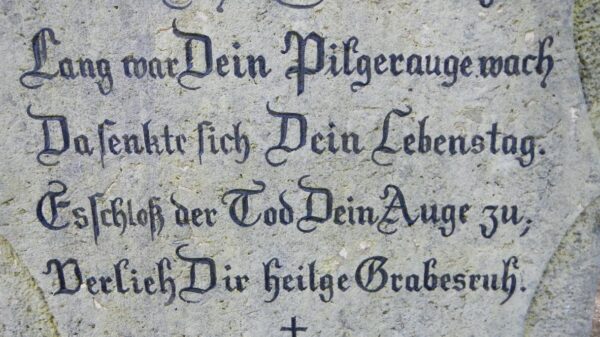 Lang war Dein Pilgerauge wach
Da senkte sich Dein Lebenstag.
Es schloß der Tod Dein Auge zu,
Verlieh Dir heilge Grabesruh.